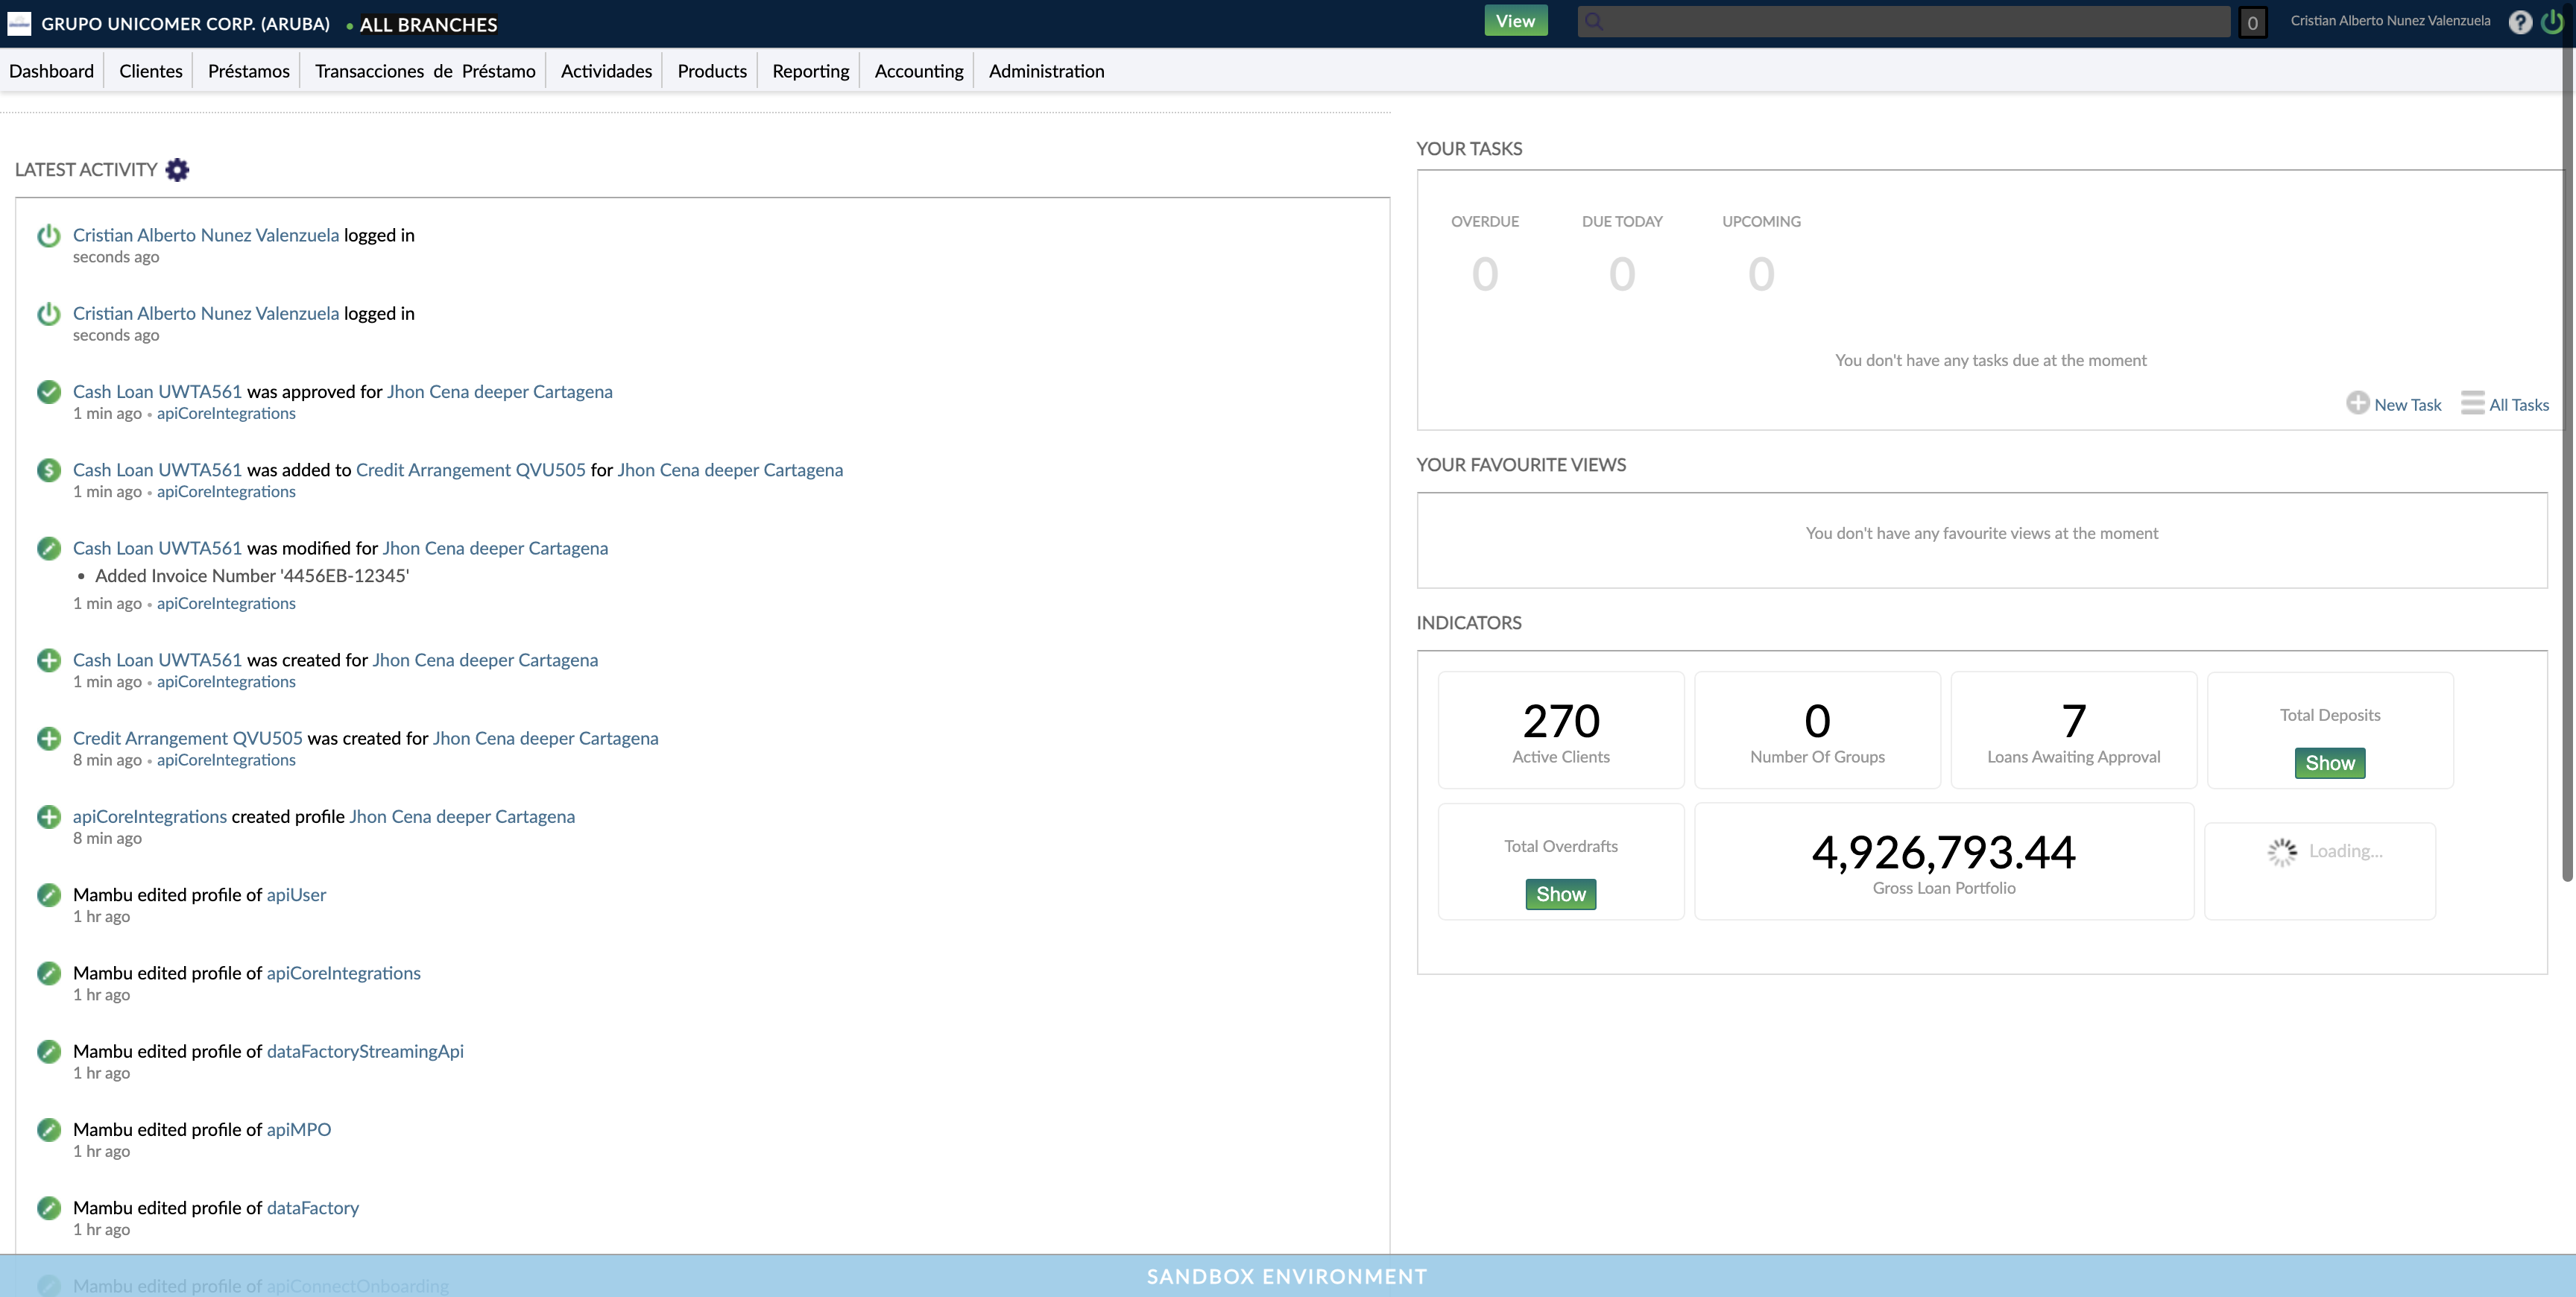 GRUPO UNICOMER CORP. (ARUBA) • ALL BRANCHES
View
0
Cristian Alberto Nunez Valenzuela
?
Dashboard Clientes Préstamos Transacciones de Préstamo Actividades Products Reporting Accounting Administration
LATEST ACTIVITY
Cristian Alberto Nunez Valenzuela logged in
seconds ago
Cristian Alberto Nunez Valenzuela logged in
seconds ago
Cash Loan UWTA561 was approved for Jhon Cena deeper Cartagena
1 min ago • apiCoreIntegrations
Cash Loan UWTA561 was added to Credit Arrangement QVU505 for Jhon Cena deeper Cartagena
1 min ago • apiCoreIntegrations
Cash Loan UWTA561 was modified for Jhon Cena deeper Cartagena
• Added Invoice Number '4456EB-12345'
1 min ago • apiCoreIntegrations
Cash Loan UWTA561 was created for Jhon Cena deeper Cartagena
1 min ago • apiCoreIntegrations
Credit Arrangement QVU505 was created for Jhon Cena deeper Cartagena
8 min ago • apiCoreIntegrations
apiCoreIntegrations created profile Jhon Cena deeper Cartagena
8 min ago
Mambu edited profile of apiUser
1 hr ago
Mambu edited profile of apiCoreIntegrations
1 hr ago
Mambu edited profile of dataFactoryStreamingApi
1 hr ago
Mambu edited profile of apiMPO
1 hr ago
Mambu edited profile of dataFactory
1 hr ago
Mambu edited profile of apiConnectOnboarding
YOUR TASKS
OVERDUE DUE TODAY UPCOMING
0 0 0
You don't have any tasks due at the moment
New Task All Tasks
YOUR FAVOURITE VIEWS
You don't have any favourite views at the moment
INDICATORS
270
Active Clients
0
Number Of Groups
7
Loans Awaiting Approval
Total Deposits
Show
Total Overdrafts
Show
4,926,793.44
Gross Loan Portfolio
Loading...
SANDBOX ENVIRONMENT